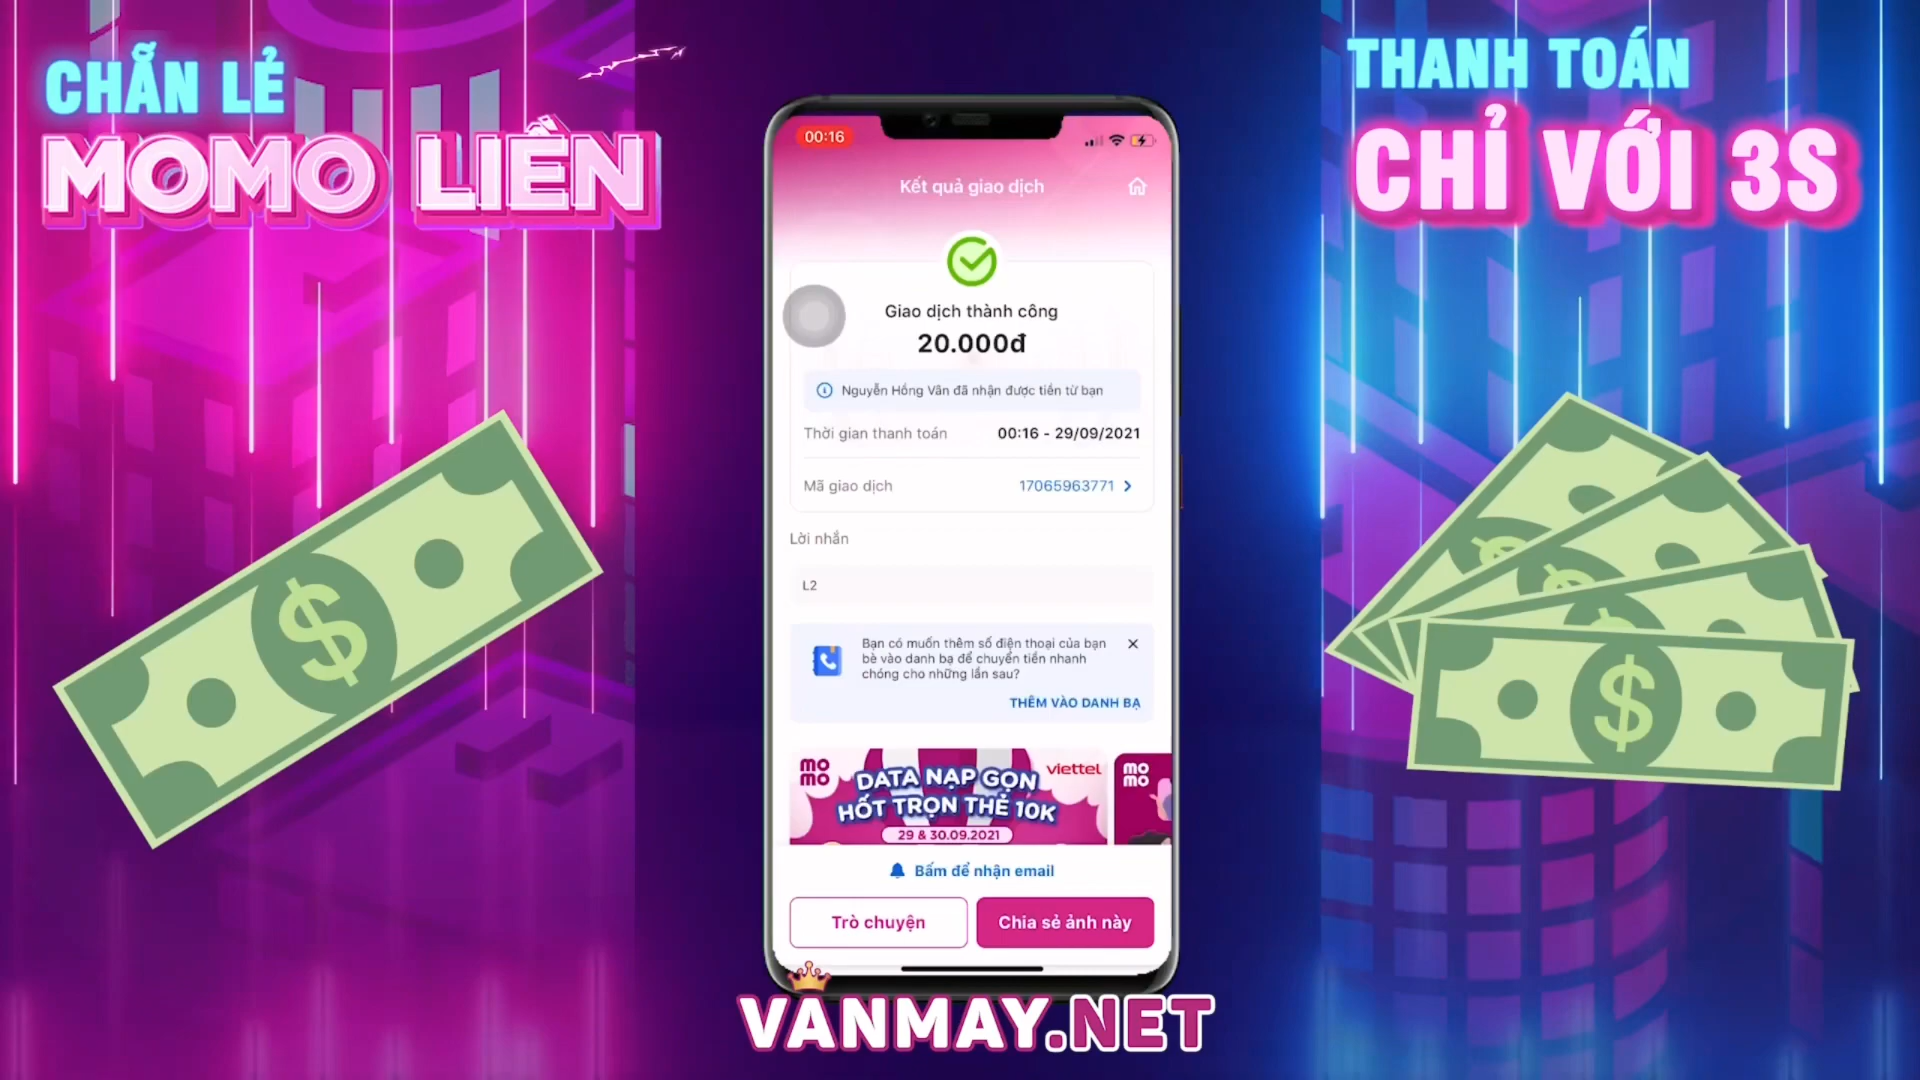 CHẴN LẺ
MOMO LIỀN
THANH TOÁN
CHỈ VỚI 3S
00:16
Kết quả giao dịch
Giao dịch thành công
20.000đ
Nguyễn Hồng Vân đã nhận được tiền từ bạn
Thời gian thanh toán 00:16 - 29/09/2021
Mã giao dịch 17065963771
Lời nhắn
L2
Bạn có muốn thêm số điện thoại của bạn
bè vào danh bạ để chuyển tiền nhanh
chóng cho những lần sau?
THÊM VÀO DANH BẠ
MO
MO
viettel
DATA NẠP GỌN
HỐT TRỌN THẺ 10K
29 & 30.09.2021
MO
MO
Bấm để nhận email
Trò chuyện
Chia sẻ ảnh này
VANMAY.NET